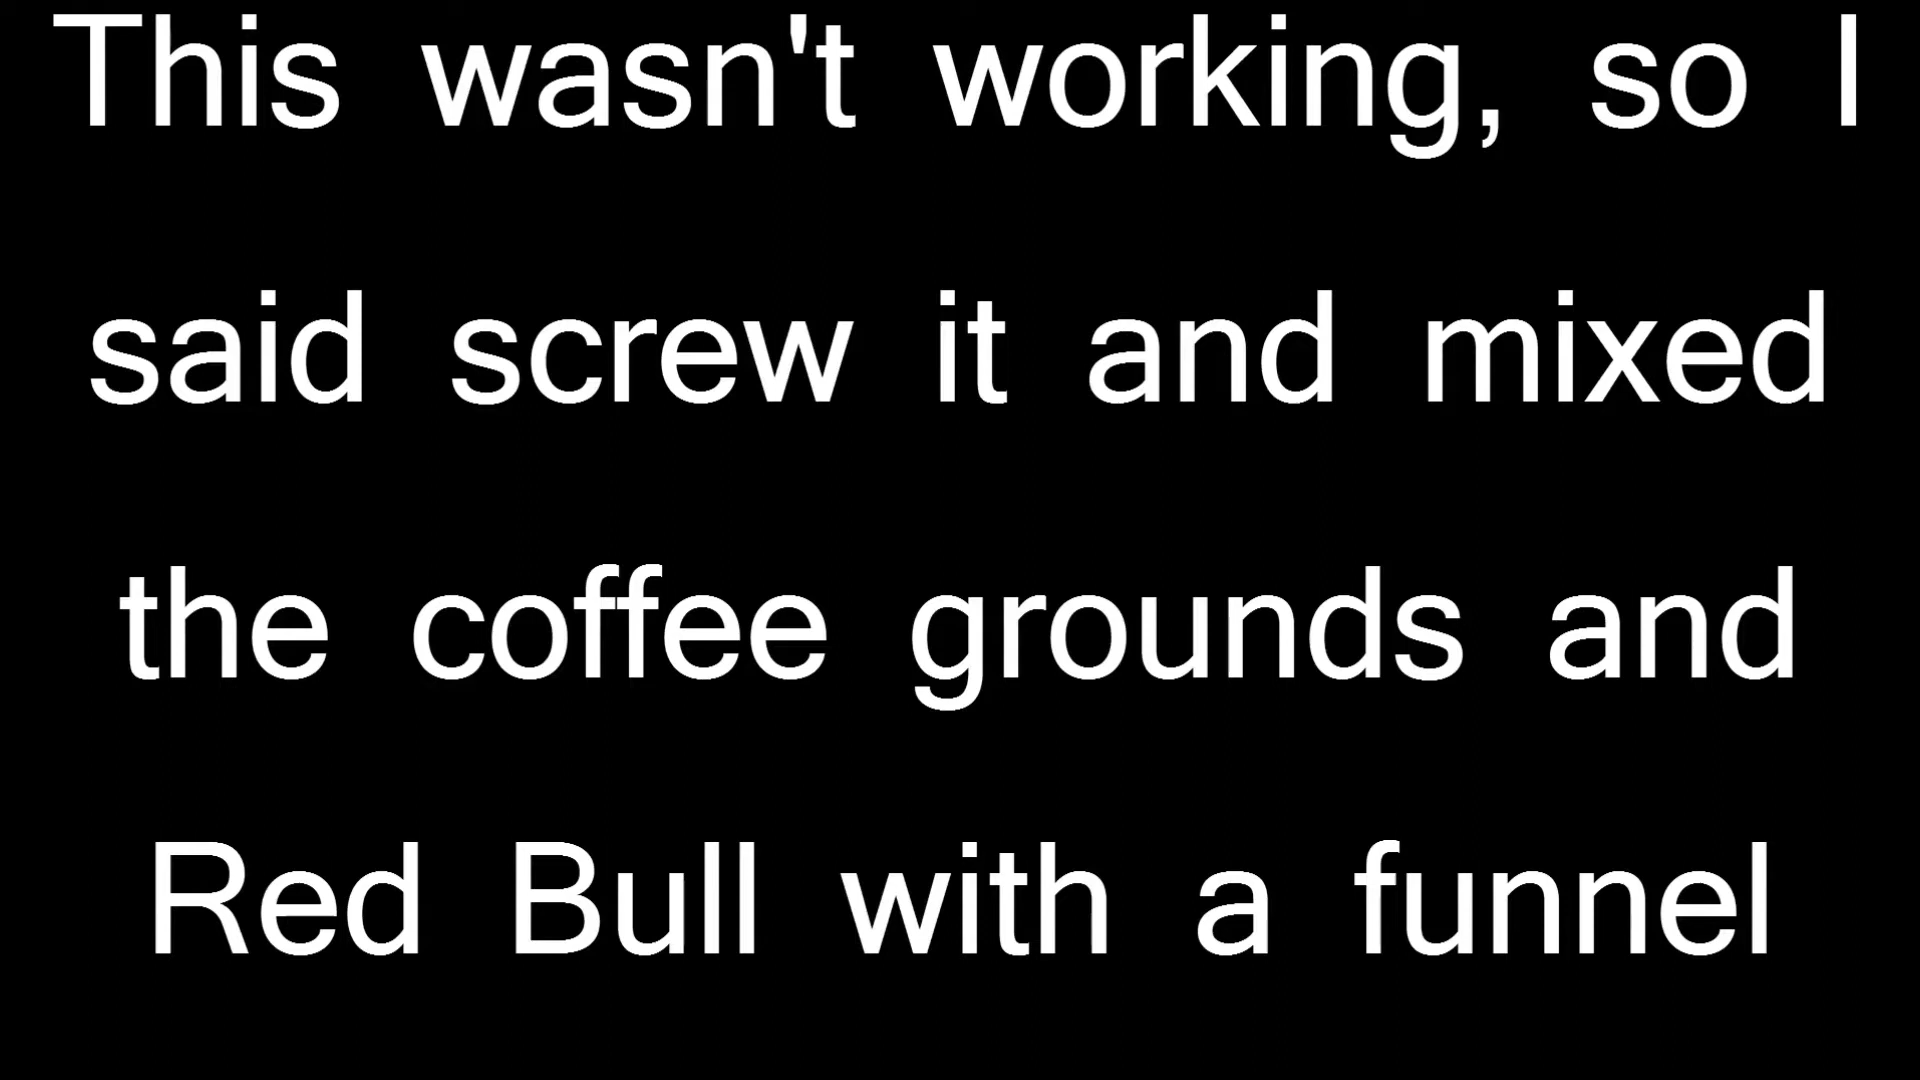 This wasn't working, so I
said screw it and mixed
the coffee grounds and
Red Bull with a funnel